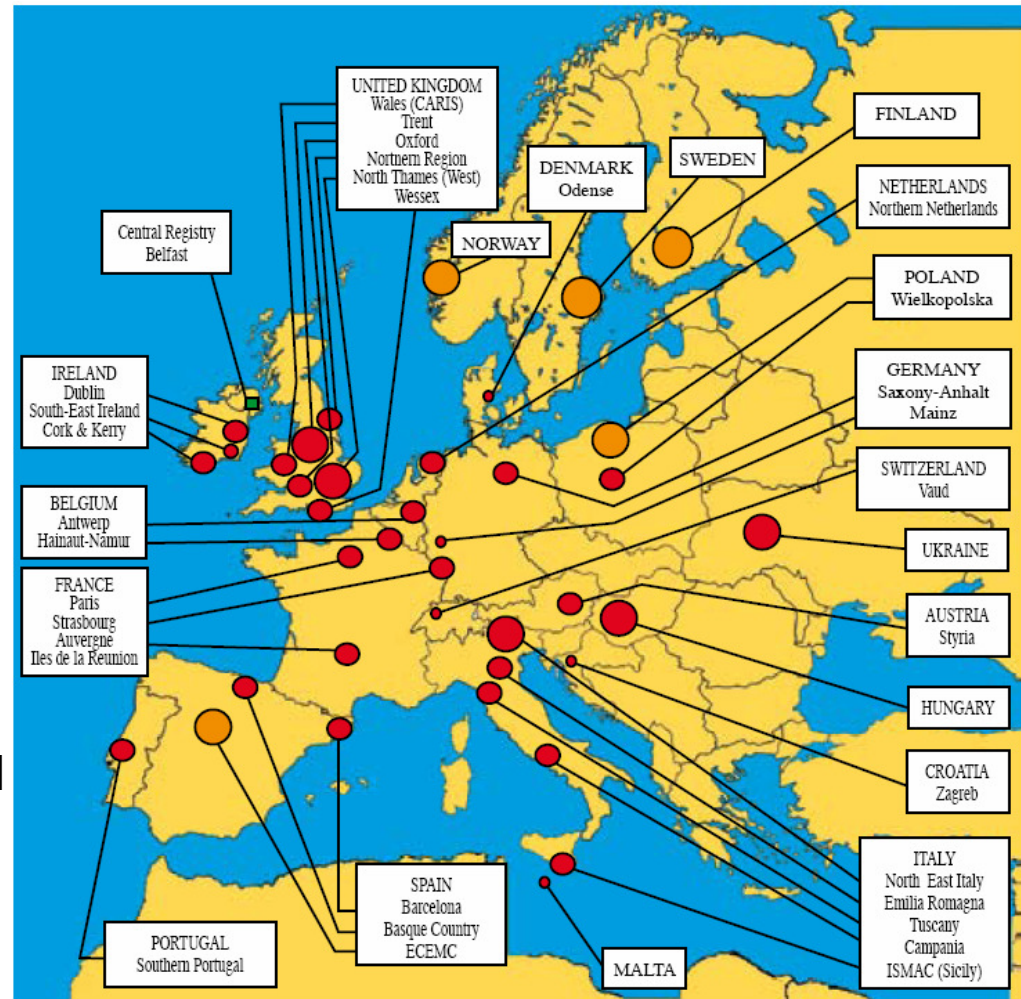 UNITED KINGDOM
Wales (CARIS)
Trent
Oxford
Nortnern Region
North Thames (West)
Wessex
FINLAND
DENMARK
Odense
SWEDEN
NETHERLANDS
Northern Netherlands
Central Registry
Belfast
NORWAY
POLAND
Wielkopolska
IRELAND
Dublin
South-East Ireland
Cork & Kerry
GERMANY
Saxony-Anhalt
Mainz
SWITZERLAND
Vaud
BELGIUM
Antwerp
Hainaut-Namur
UKRAINE
FRANCE
Paris
Strasbourg
Auvergne
Iles de la Reunion
AUSTRIA
Styria
HUNGARY
CROATIA
Zagreb
SPAIN
Barcelona
Basque Country
ECEMC
ITALY
North East Italy
Emilia Romagna
Tuscany
Campania
ISMAC (Sicily)
PORTUGAL
Southern Portugal
MALTA